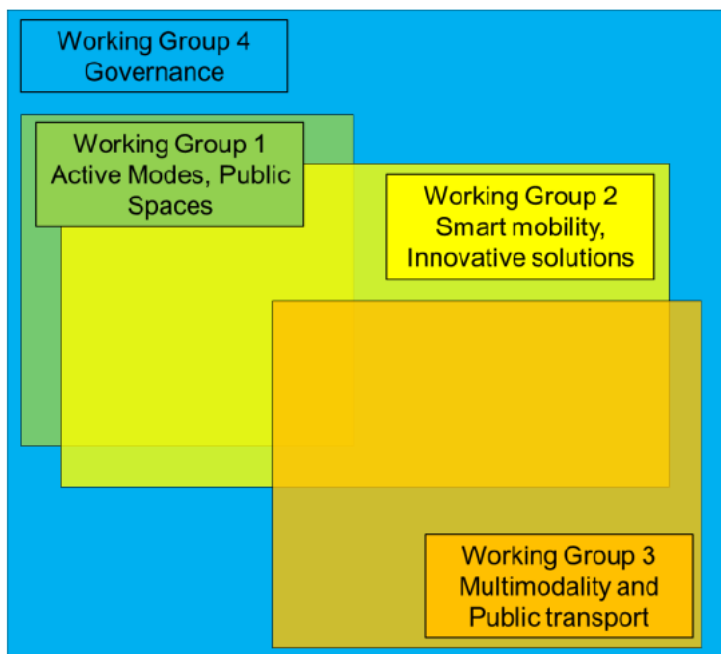 Working Group 4
Governance
Working Group 1
Active Modes, Public
Spaces
Working Group 2
Smart mobility,
Innovative solutions
Working Group 3
Multimodality and
Public transport